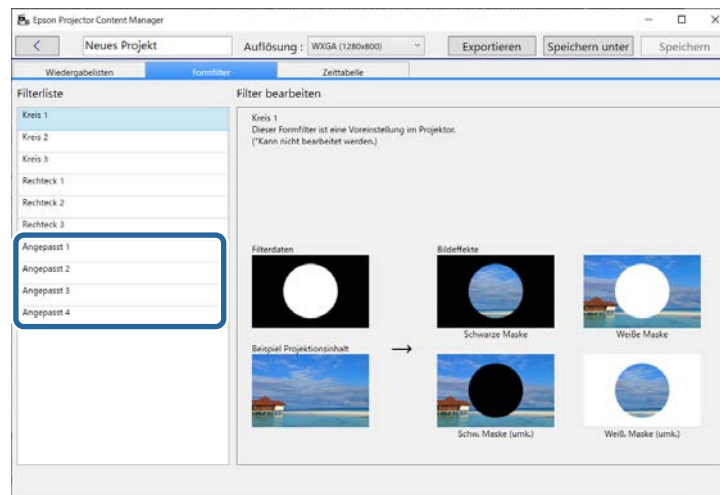 Epson Projector Content Manager
Neues Projekt
Auflösung :
WXGA (1280x800)
Exportieren
Speichern unter
Speichern
Wiedergabelisten
Formfilter
Zeittabelle
Filterliste
Filter bearbeiten
Kreis 1
Kreis 2
Kreis 3
Rechteck 1
Rechteck 2
Rechteck 3
Angepasst 1
Angepasst 2
Angepasst 3
Angepasst 4
Kreis 1
Dieser Formfilter ist eine Voreinstellung im Projektor.
(*Kann nicht bearbeitet werden.)
Filterdaten
Bildeffekte
Schwarze Maske
Weiße Maske
Beispiel Projektionsinhalt
→
Schw. Maske (umk.)
Weiß. Maske (umk.)